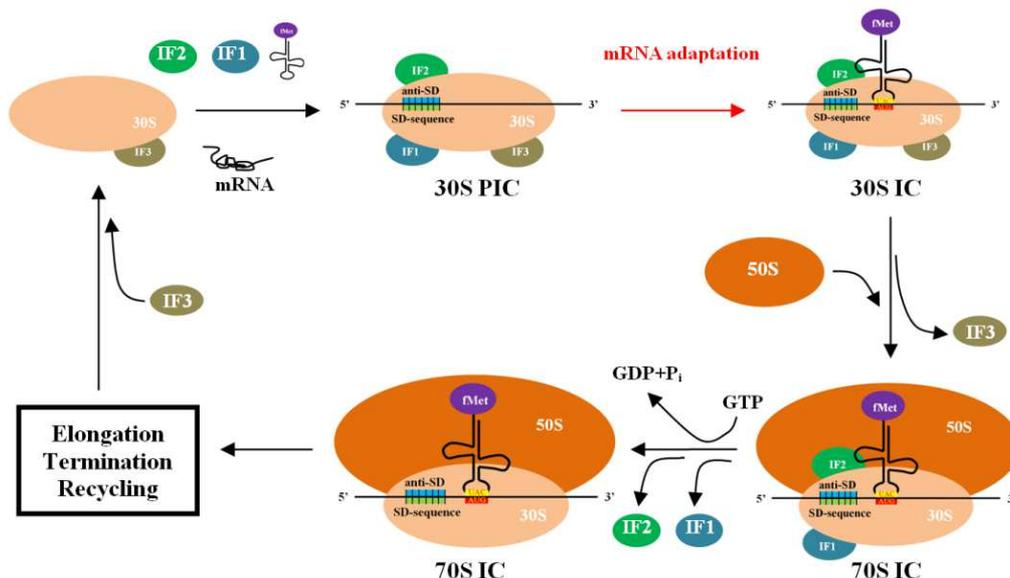 fMet
IF2
IF1
30S
IF3
mRNA
IF2
anti-SD
5'
3'
SD-sequence
30S
IF1
IF3
30S PIC
mRNA adaptation
fMet
IF2
anti-SD
UAC
5'
AUG
3'
SD-sequence
30S
IF1
IF3
30S IC
50S
IF3
IF3
GDP+Pi
GTP
fMet
50S
anti-SD
UAC
5'
AUG
3'
SD-sequence
30S
70S IC
IF2
IF1
fMet
50S
IF2
anti-SD
UAC
5'
AUG
3'
SD-sequence
30S
IF1
70S IC
Elongation
Termination
Recycling